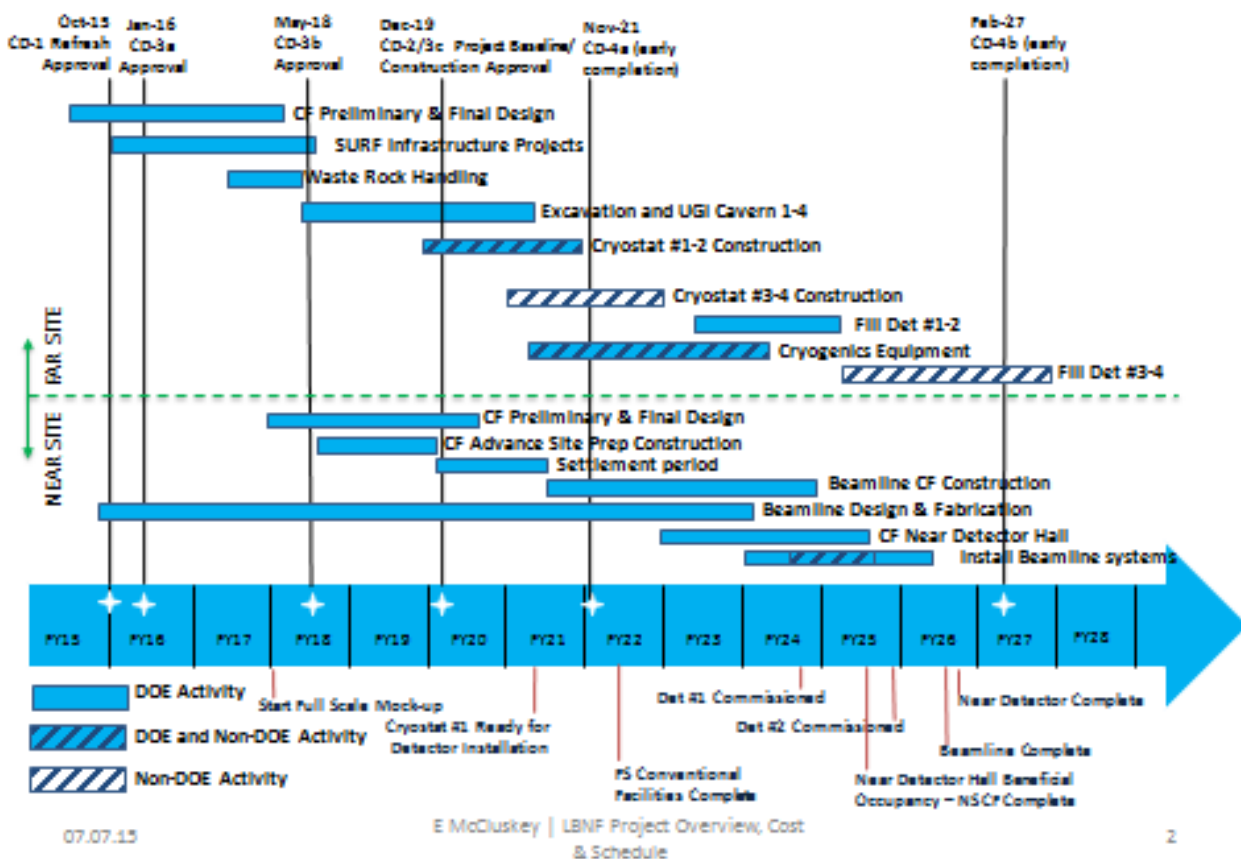 Oct-15
CD-1 Refresh
Approval
Jan-16
CD-3a
Approval
May-18
CD-3b
Approval
Dec-19
CD-2/3c Project Baseline/
Construction Approval
Nov-21
CD-4a (early
completion)
Feb-27
CD-4b (early
completion)
CF Preliminary & Final Design
SURF Infrastructure Projects
Waste Rock Handling
Excavation and UGI Cavern 1-4
Cryostat #1-2 Construction
Cryostat #3-4 Construction
Fill Det #1-2
Cryogenics Equipment
Fill Det #3-4
FAR SITE
NEAR SITE
CF Preliminary & Final Design
CF Advance Site Prep Construction
Settlement period
Beamline CF Construction
Beamline Design & Fabrication
CF Near Detector Hall
Install Beamline systems
FY15 FY16 FY17 FY18 FY19 FY20 FY21 FY22 FY23 FY24 FY25 FY26 FY27 FY28
DOE Activity
DOE and Non-DOE Activity
Non-DOE Activity
Start Full Scale Mock-up
Cryostat #1 Ready for
Detector Installation
FS Conventional
Facilities Complete
Det #1 Commissioned
Det #2 Commissioned
Near Detector Hall Beneficial
Occupancy – NSCF Complete
Beamline Complete
Near Detector Complete
07.07.15
E McCluskey | LBNF Project Overview, Cost
& Schedule
2